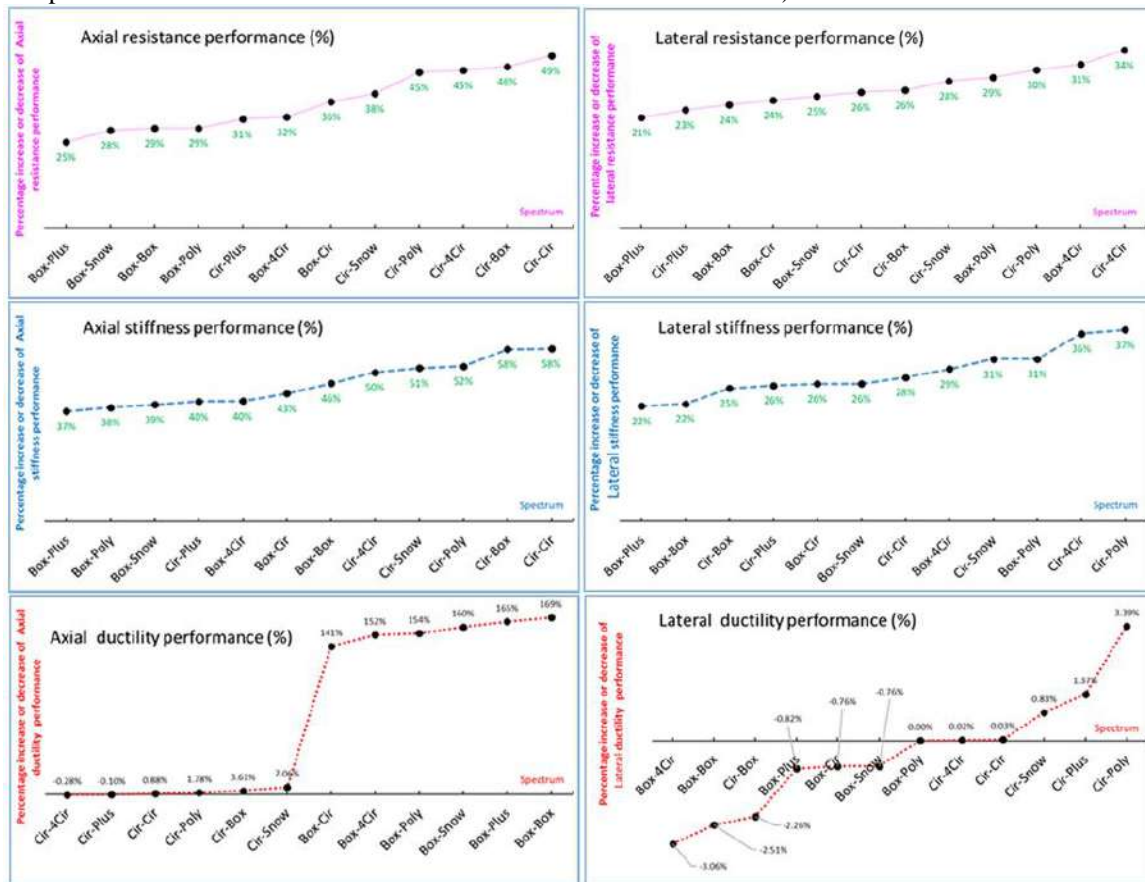 Axial resistance performance (%)
Percentage increase or decrease of Axial
resistance performance
25%
28%
29%
29%
31%
32%
36%
38%
45%
45%
46%
49%
Spectrum
Box-Plus
Box-Snow
Box-Box
Box-Poly
Cir-Plus
Box-4Cir
Box-Cir
Cir-Snow
Cir-Poly
Cir-4Cir
Cir-Box
Cir-Cir
Lateral resistance performance (%)
Percentage increase or decrease of
lateral resistance performance
21%
23%
24%
24%
25%
26%
26%
28%
29%
30%
31%
34%
Spectrum
Box-Plus
Cir-Plus
Box-Box
Box-Cir
Box-Snow
Cir-Cir
Cir-Box
Cir-Snow
Box-Poly
Cir-Poly
Box-4Cir
Cir-4Cir
Axial stiffness performance (%)
Percentage increase or decrease of Axial
stiffness performance
37%
38%
39%
40%
40%
43%
46%
50%
51%
52%
58%
58%
Spectrum
Box-Plus
Box-Poly
Box-Snow
Cir-Plus
Box-4Cir
Box-Cir
Box-Box
Cir-4Cir
Cir-Snow
Cir-Poly
Cir-Box
Cir-Cir
Lateral stiffness performance (%)
Percentage increase or decrease of
Lateral stiffness performance
22%
22%
25%
26%
26%
26%
28%
29%
31%
31%
36%
37%
Spectrum
Box-Plus
Box-Box
Cir-Box
Cir-Plus
Box-Cir
Box-Snow
Cir-Cir
Box-4Cir
Cir-Snow
Box-Poly
Cir-4Cir
Cir-Poly
Axial ductility performance (%)
Percentage increase or decrease of Axial
ductility performance
-0.28%
-0.10%
0.88%
1.78%
3.61%
141%
152%
154%
160%
165%
169%
Spectrum
Cir-4Cir
Cir-Plus
Cir-Cir
Cir-Poly
Cir-Box
Cir-Snow
Box-Cir
Box-4Cir
Box-Poly
Box-Snow
Box-Plus
Box-Box
Lateral ductility performance (%)
Percentage increase or decrease of
Lateral ductility performance
-3.06%
-2.51%
-2.26%
-0.82%
-0.76%
-0.76%
0.02%
0.03%
0.83%
1.37%
3.39%
Spectrum
Box-4Cir
Box-Box
Cir-Box
Box-Plus
Box-Cir
Box-Snow
Box-Poly
Cir-4Cir
Cir-Cir
Cir-Snow
Cir-Plus
Cir-Poly